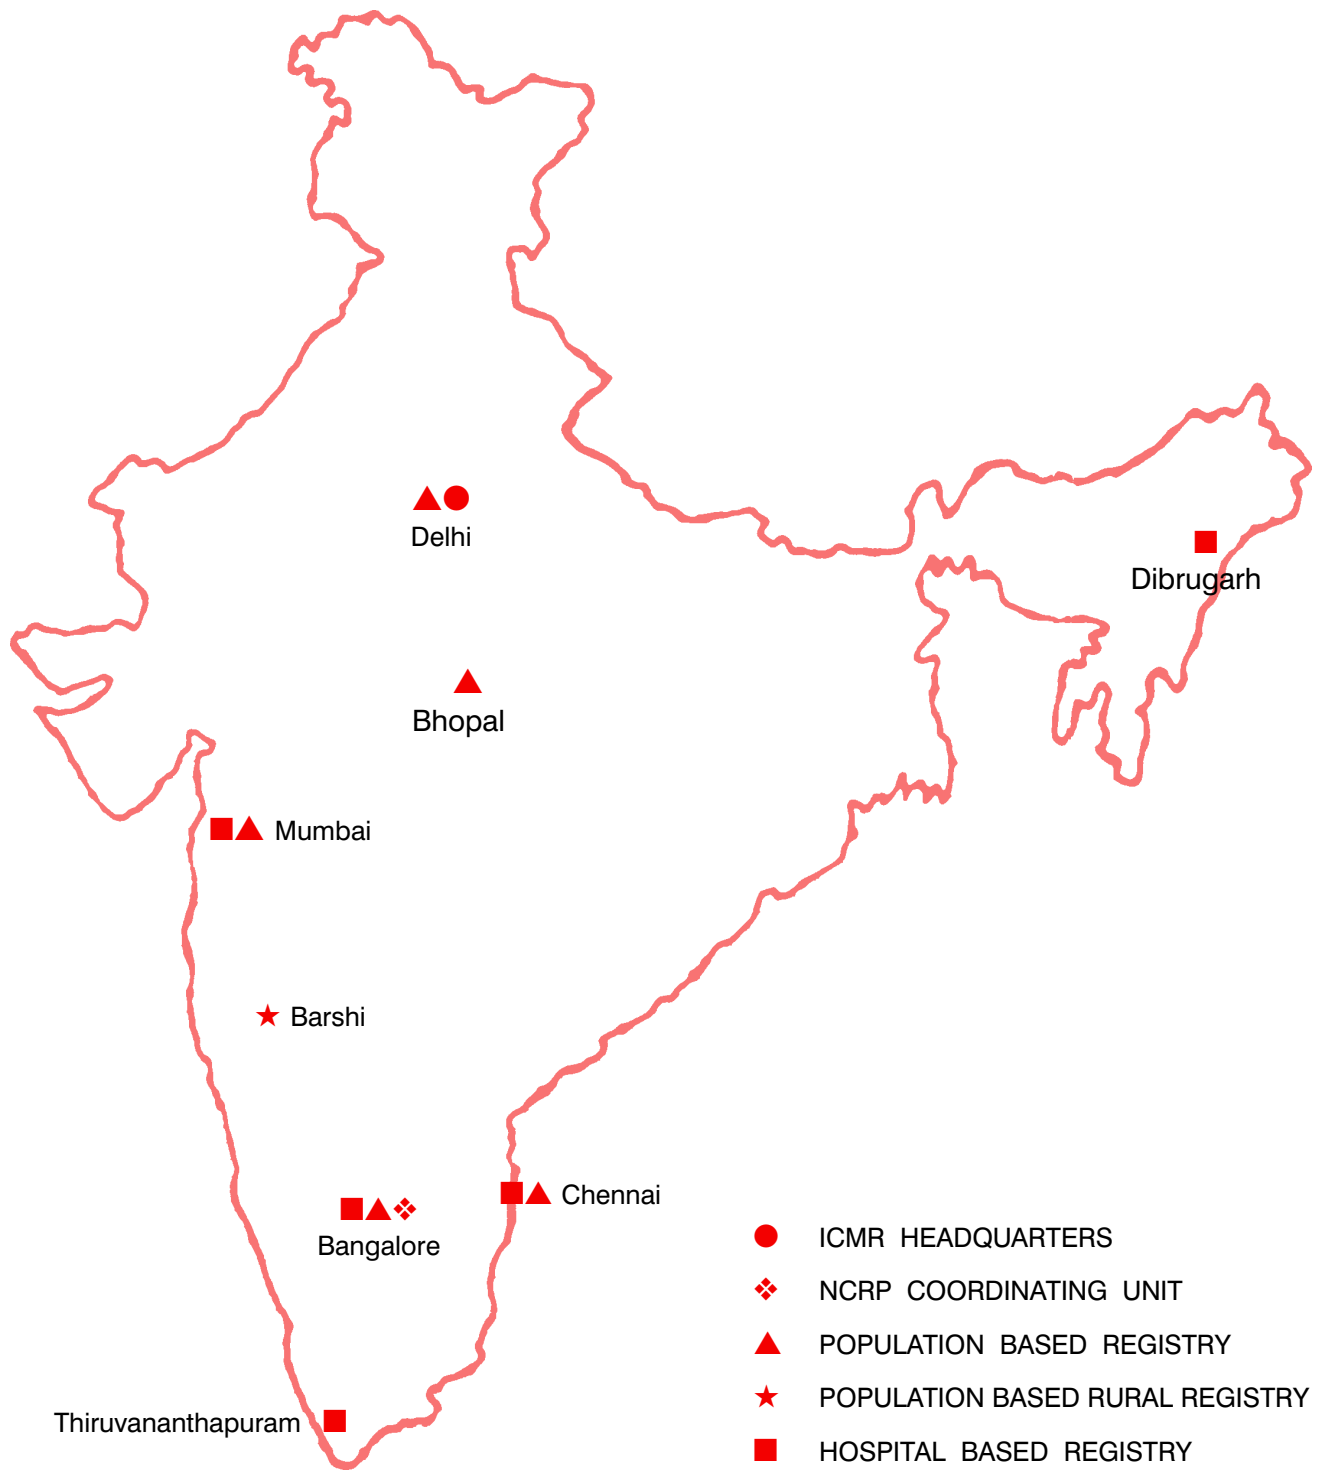 Delhi
Dibrugarh
Bhopal
Mumbai
Barshi
Chennai
Bangalore
Thiruvananthapuram
ICMR HEADQUARTERS
NCRP COORDINATING UNIT
POPULATION BASED REGISTRY
POPULATION BASED RURAL REGISTRY
HOSPITAL BASED REGISTRY